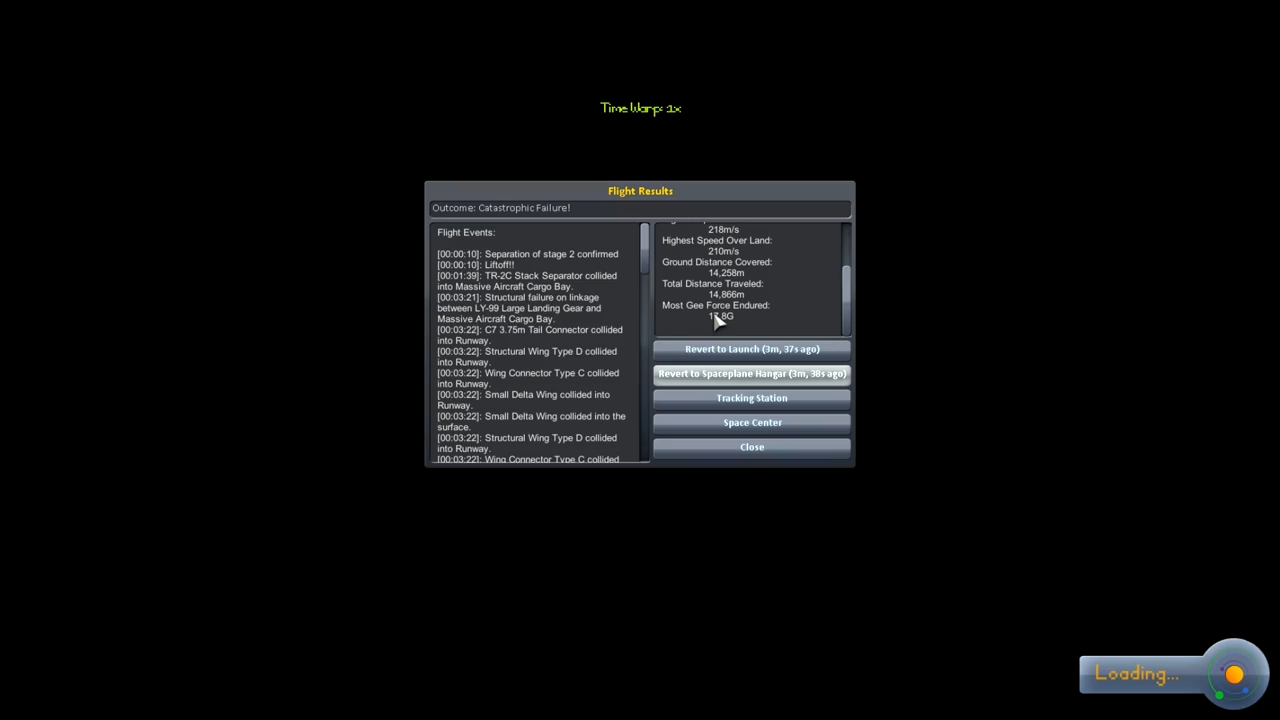 Time Warp: 1x
Flight Results
Outcome: Catastrophic Failure!
Flight Events:
[00:00:10]: Separation of stage 2 confirmed
[00:00:10]: Liftoff!!
[00:01:39]: TR-2C Stack Separator collided
into Massive Aircraft Cargo Bay.
[00:03:21]: Structural failure on linkage
between LY-99 Large Landing Gear and
Massive Aircraft Cargo Bay.
[00:03:22]: C7 3.75m Tail Connector collided
into Runway.
[00:03:22]: Structural Wing Type D collided
into Runway.
[00:03:22]: Wing Connector Type C collided
into Runway.
[00:03:22]: Small Delta Wing collided into
Runway.
[00:03:22]: Small Delta Wing collided into the
surface.
[00:03:22]: Structural Wing Type D collided
into Runway.
[00:03:22]: Wing Connector Type C collided
218m/s
Highest Speed Over Land:
210m/s
Ground Distance Covered:
14,258m
Total Distance Traveled:
14,866m
Most Gee Force Endured:
Revert to Launch (3m, 37s ago)
Revert to Spaceplane Hangar (3m, 38s ago)
Tracking Station
Space Center
Close
Loading...